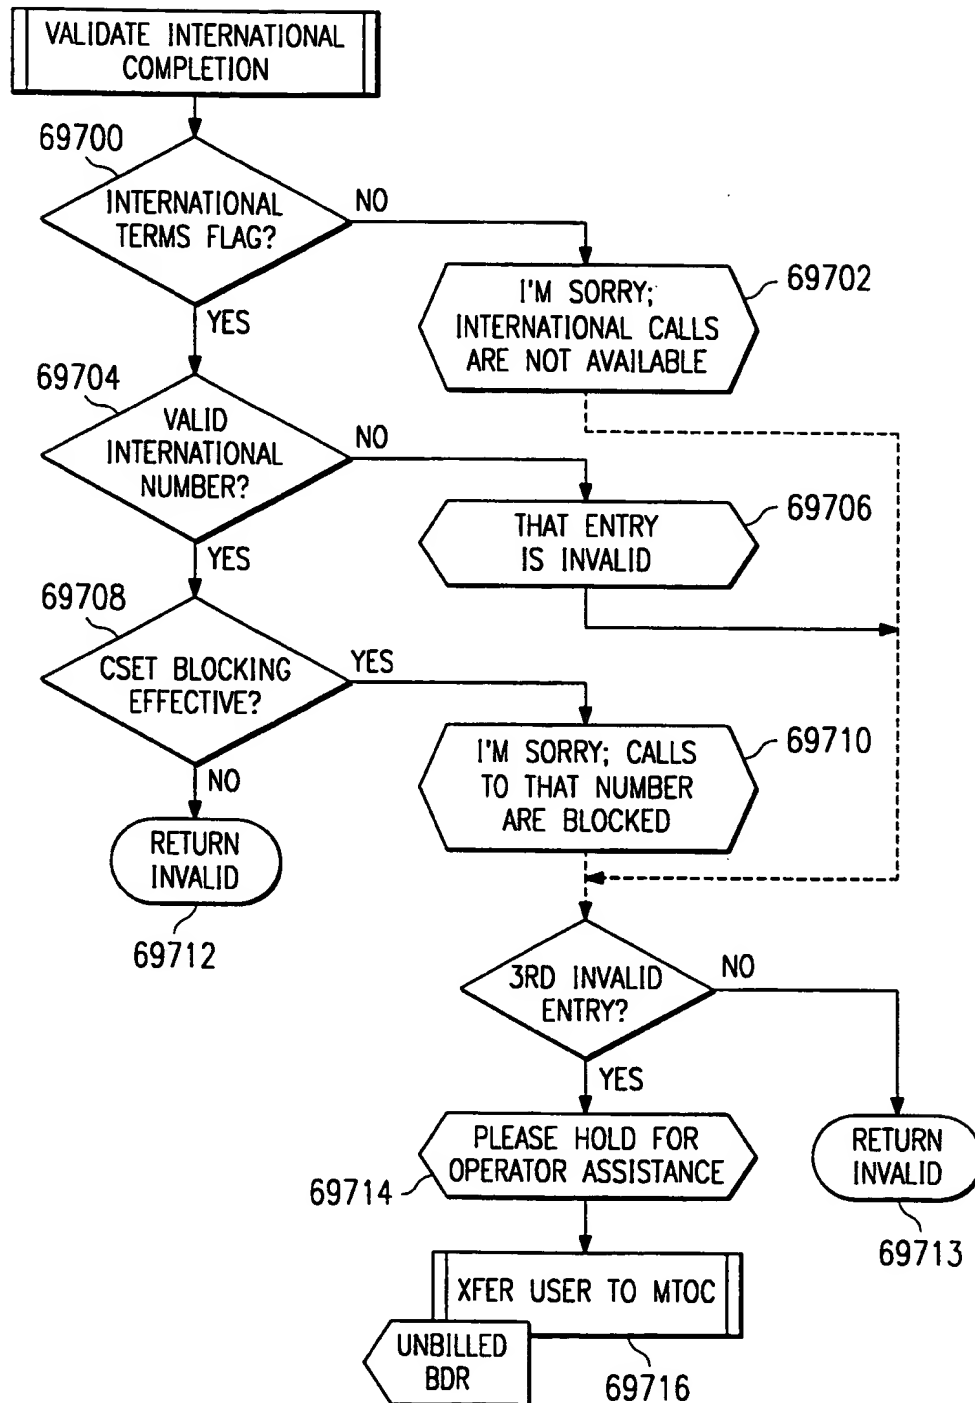 VALIDATE INTERNATIONAL
COMPLETION
69700
INTERNATIONAL
TERMS FLAG?
NO
YES
I'M SORRY;
INTERNATIONAL CALLS
ARE NOT AVAILABLE
69702
69704
VALID
INTERNATIONAL
NUMBER?
NO
YES
THAT ENTRY
IS INVALID
69706
69708
CSET BLOCKING
EFFECTIVE?
YES
NO
I'M SORRY; CALLS
TO THAT NUMBER
ARE BLOCKED
69710
RETURN
INVALID
69712
3RD INVALID
ENTRY?
NO
YES
PLEASE HOLD FOR
OPERATOR ASSISTANCE
69714
RETURN
INVALID
69713
XFER USER TO MTOC
UNBILLED
BDR
69716